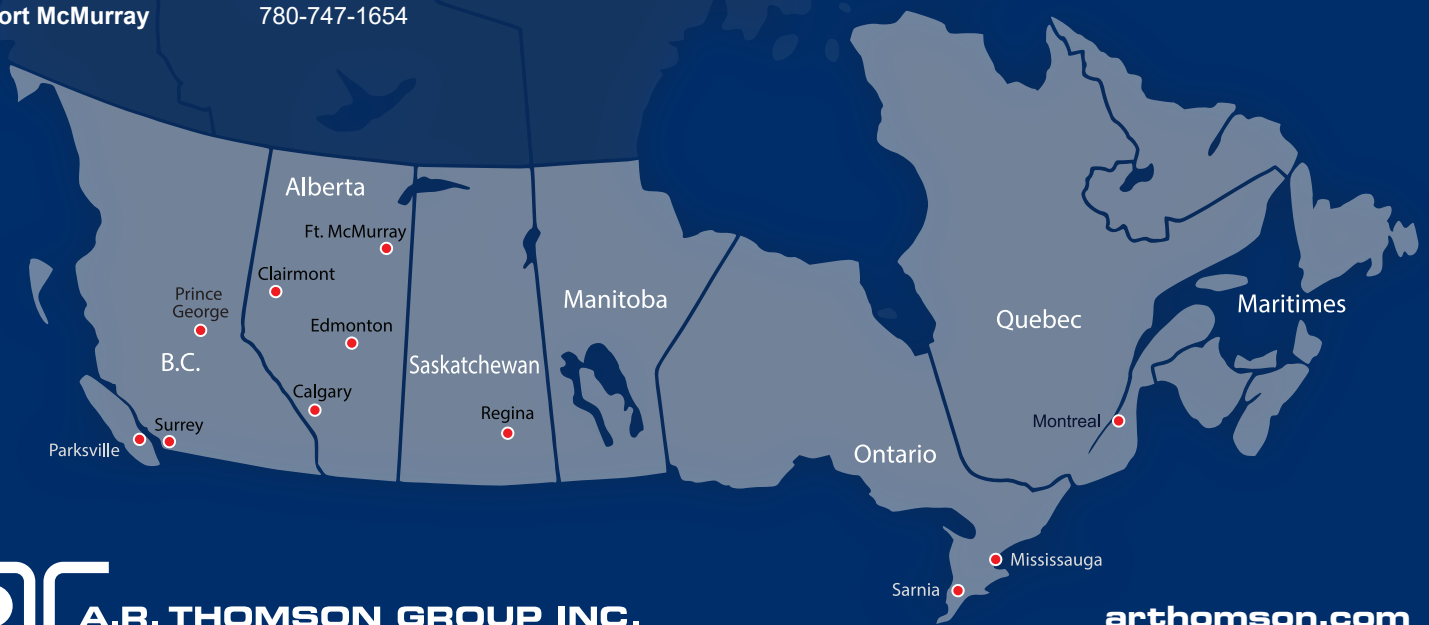 ort McMurray 780-747-1654
Alberta
Ft. McMurray
Clairmont
Prince
George
Edmonton
B.C.
Saskatchewan
Manitoba
Quebec
Maritimes
Calgary
Regina
Surrey
Parksville
Montreal
Ontario
Mississauga
Sarnia
A.R. THOMSON GROUP INC.
arthomson.com